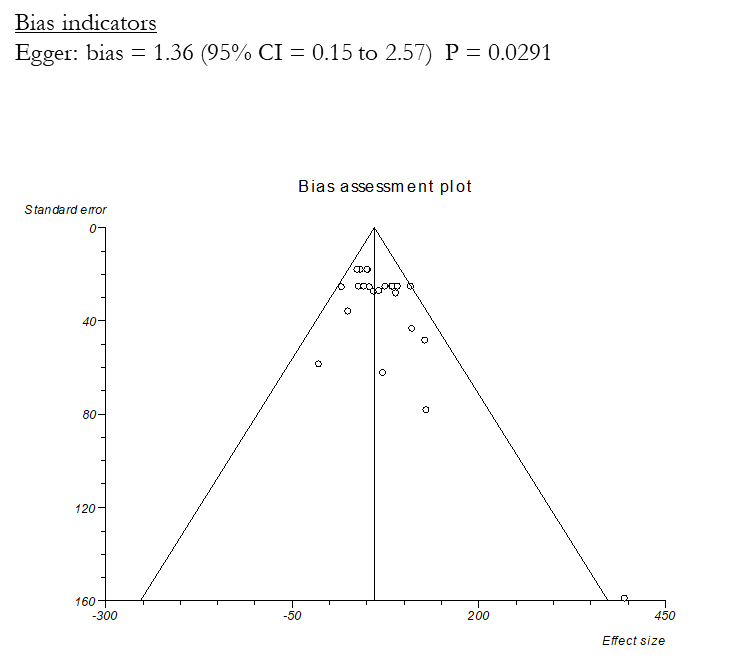 Bias indicators
Egger: bias = 1.36 (95% CI = 0.15 to 2.57)  P = 0.0291
Bias assessment plot
Standard error
0
40
80
120
160
-300
-50
200
450
Effect size